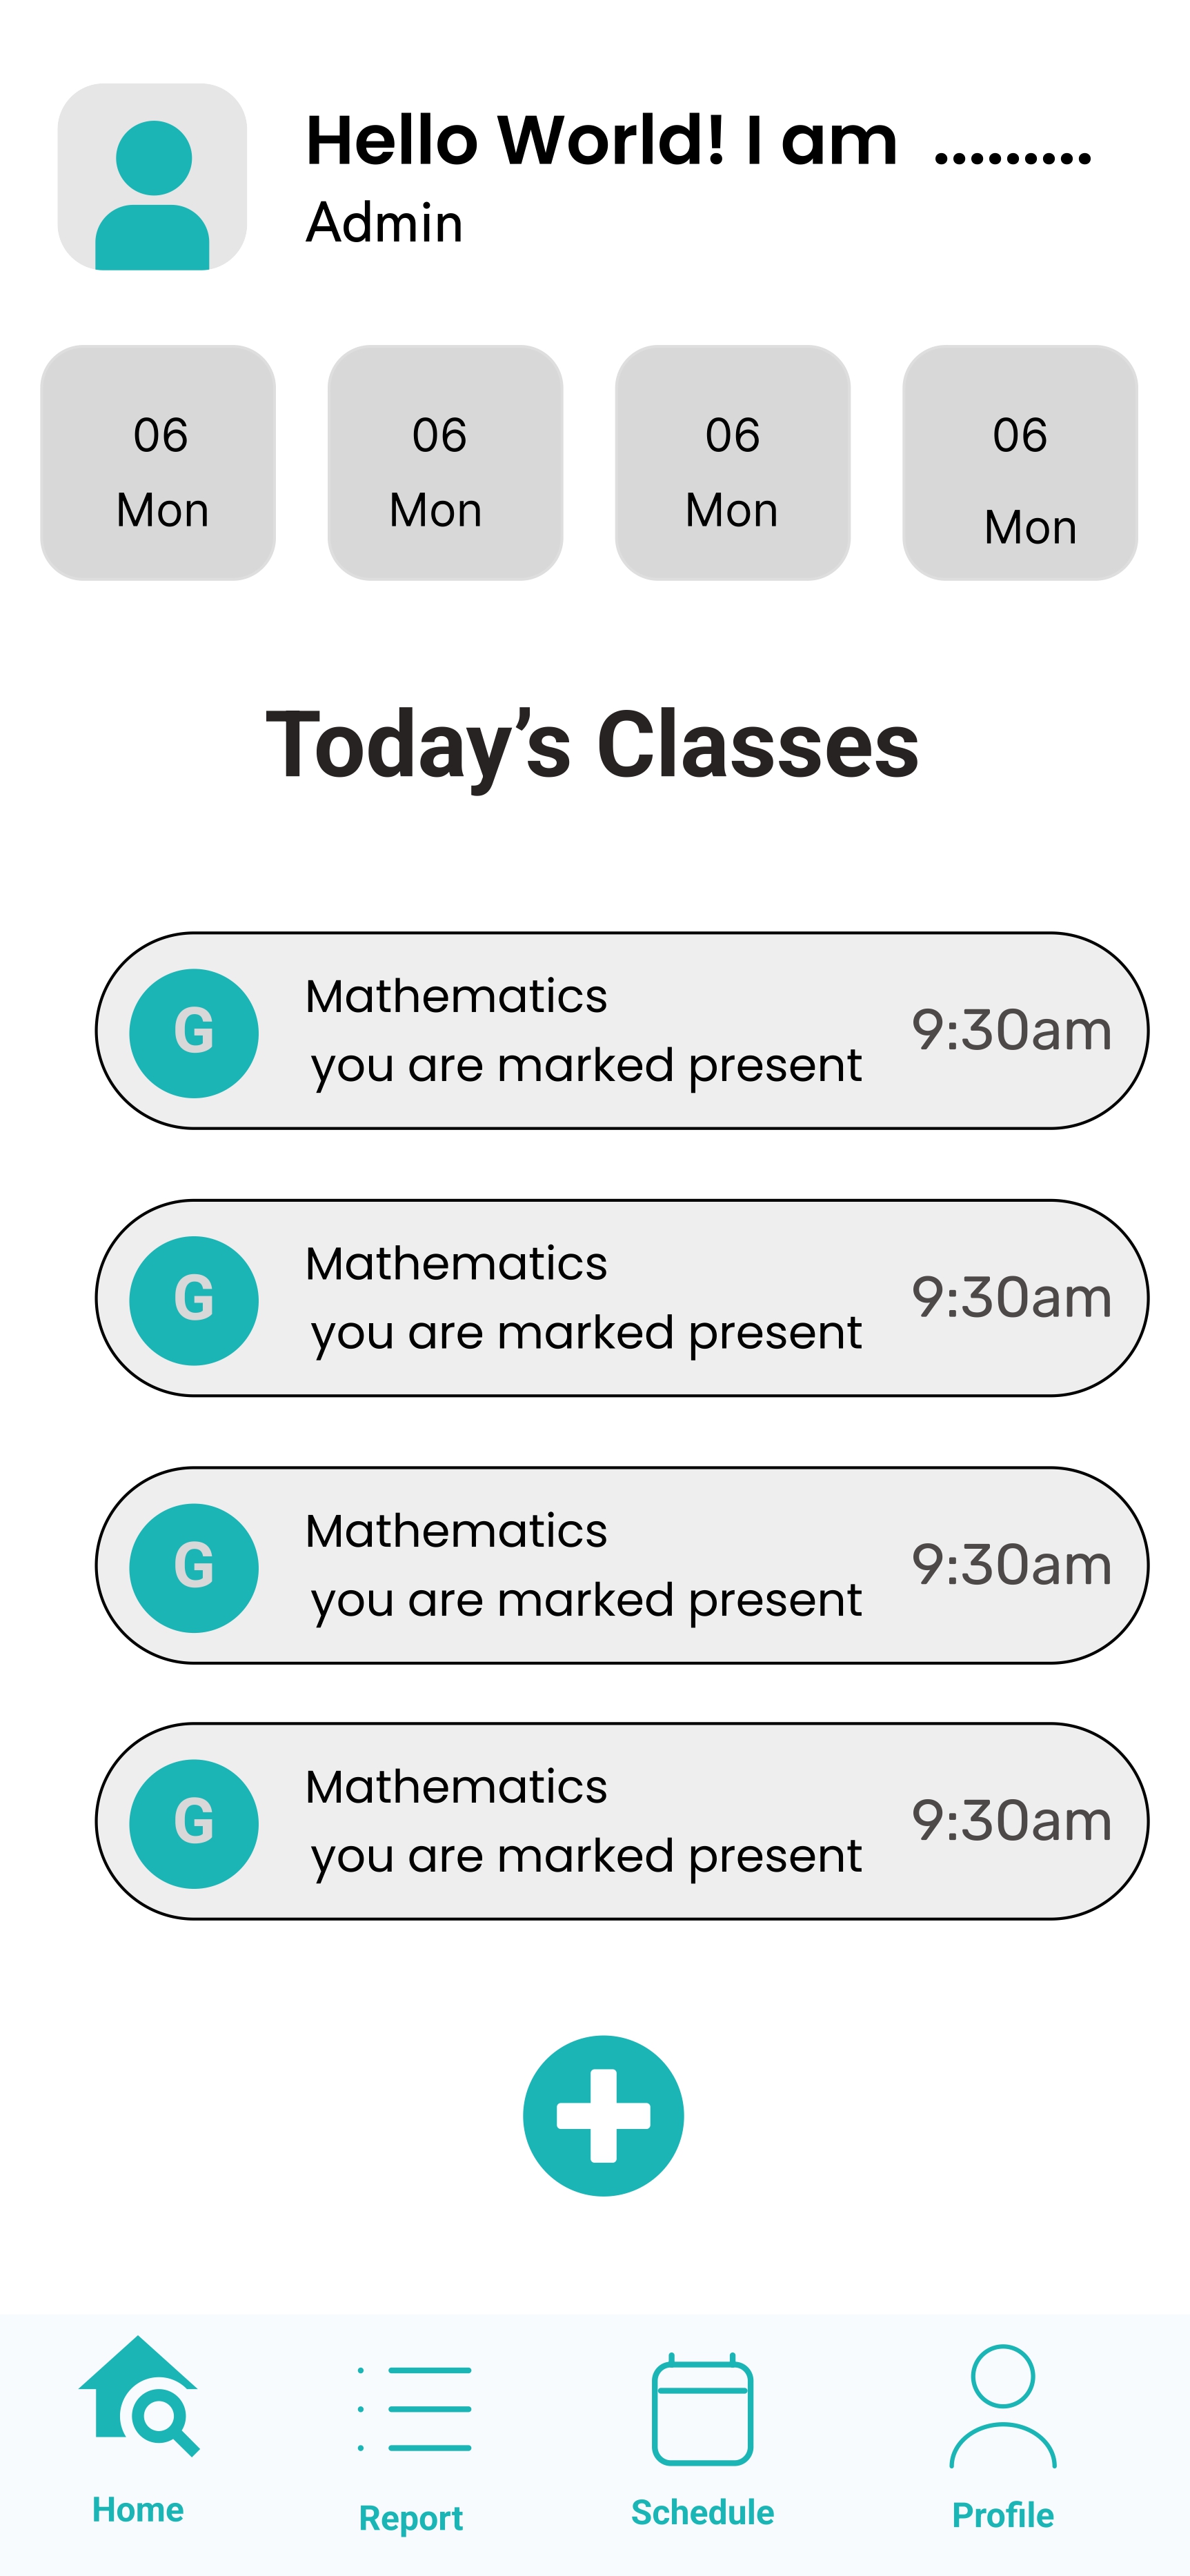 Hello World! I am .........
Admin
06 06 06 06
Mon Mon Mon Mon
Today’s Classes
G Mathematics
you are marked present 9:30am
G Mathematics
you are marked present 9:30am
G Mathematics
you are marked present 9:30am
G Mathematics
you are marked present 9:30am
Home Report Schedule Profile